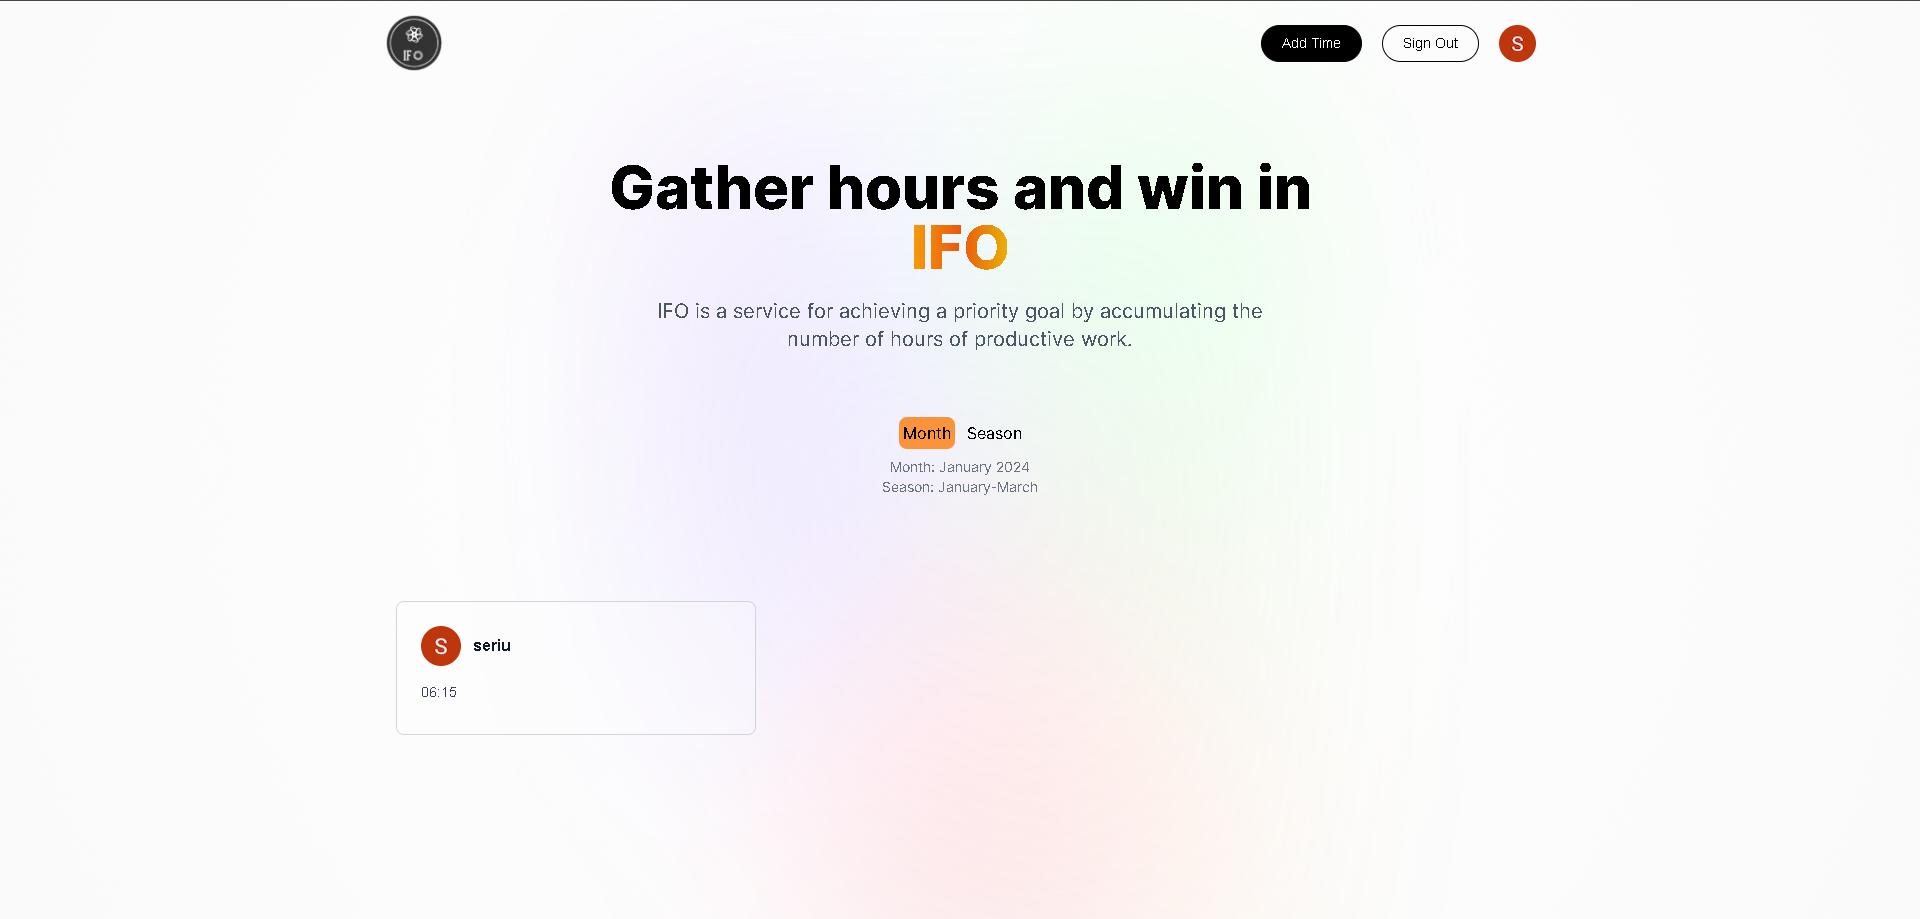 IFO
Add Time
Sign Out
S
Gather hours and win in
IFO
IFO is a service for achieving a priority goal by accumulating the
number of hours of productive work.
Month Season
Month: January 2024
Season: January-March
S
seriu
06:15